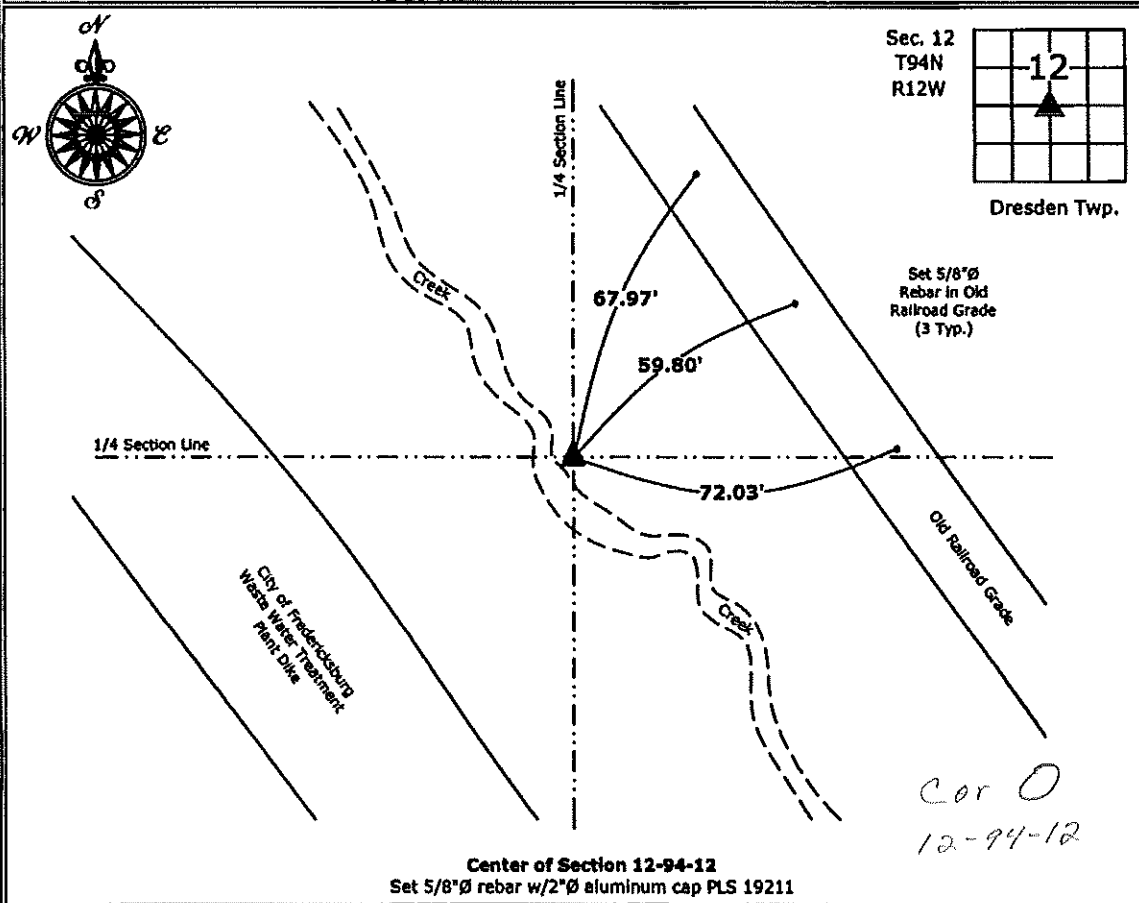 N
W
E
S
Sec. 12
T94N
R12W
12
Dresden Twp.
1/4 Section Line
Creek
67.97'
59.80'
72.03'
Set 5/8"Ø
Rebar in Old
Railroad Grade
(3 Typ.)
1/4 Section Line
City of Fredericksburg
Waste Water Treatment
Plant Dike
Creek
Old Railroad Grade
Cor O
12-94-12
Center of Section 12-94-12
Set 5/8"Ø rebar w/2"Ø aluminum cap PLS 19211